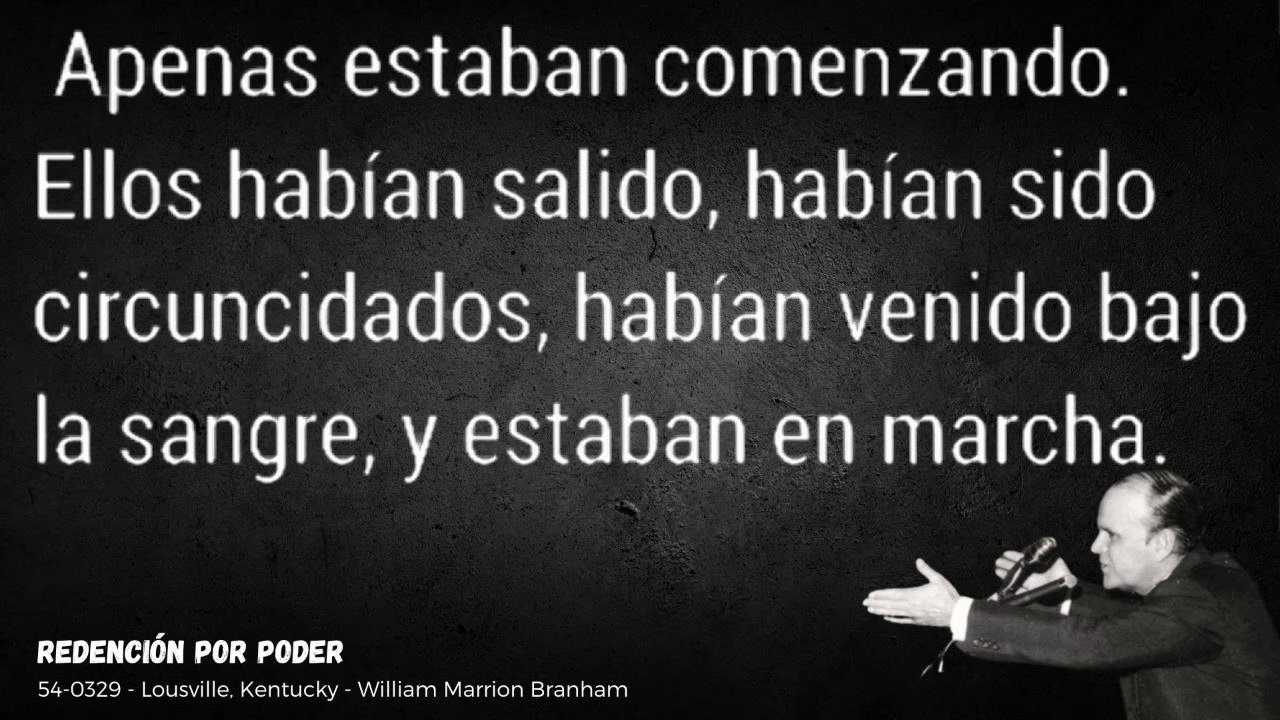 Apenas estaban comenzando.
Ellos habían salido, habían sido
circuncidados, habían venido bajo
la sangre, y estaban en marcha.
REDENCIÓN POR PODER
54-0329 - Lousville, Kentucky - William Marrion Branham